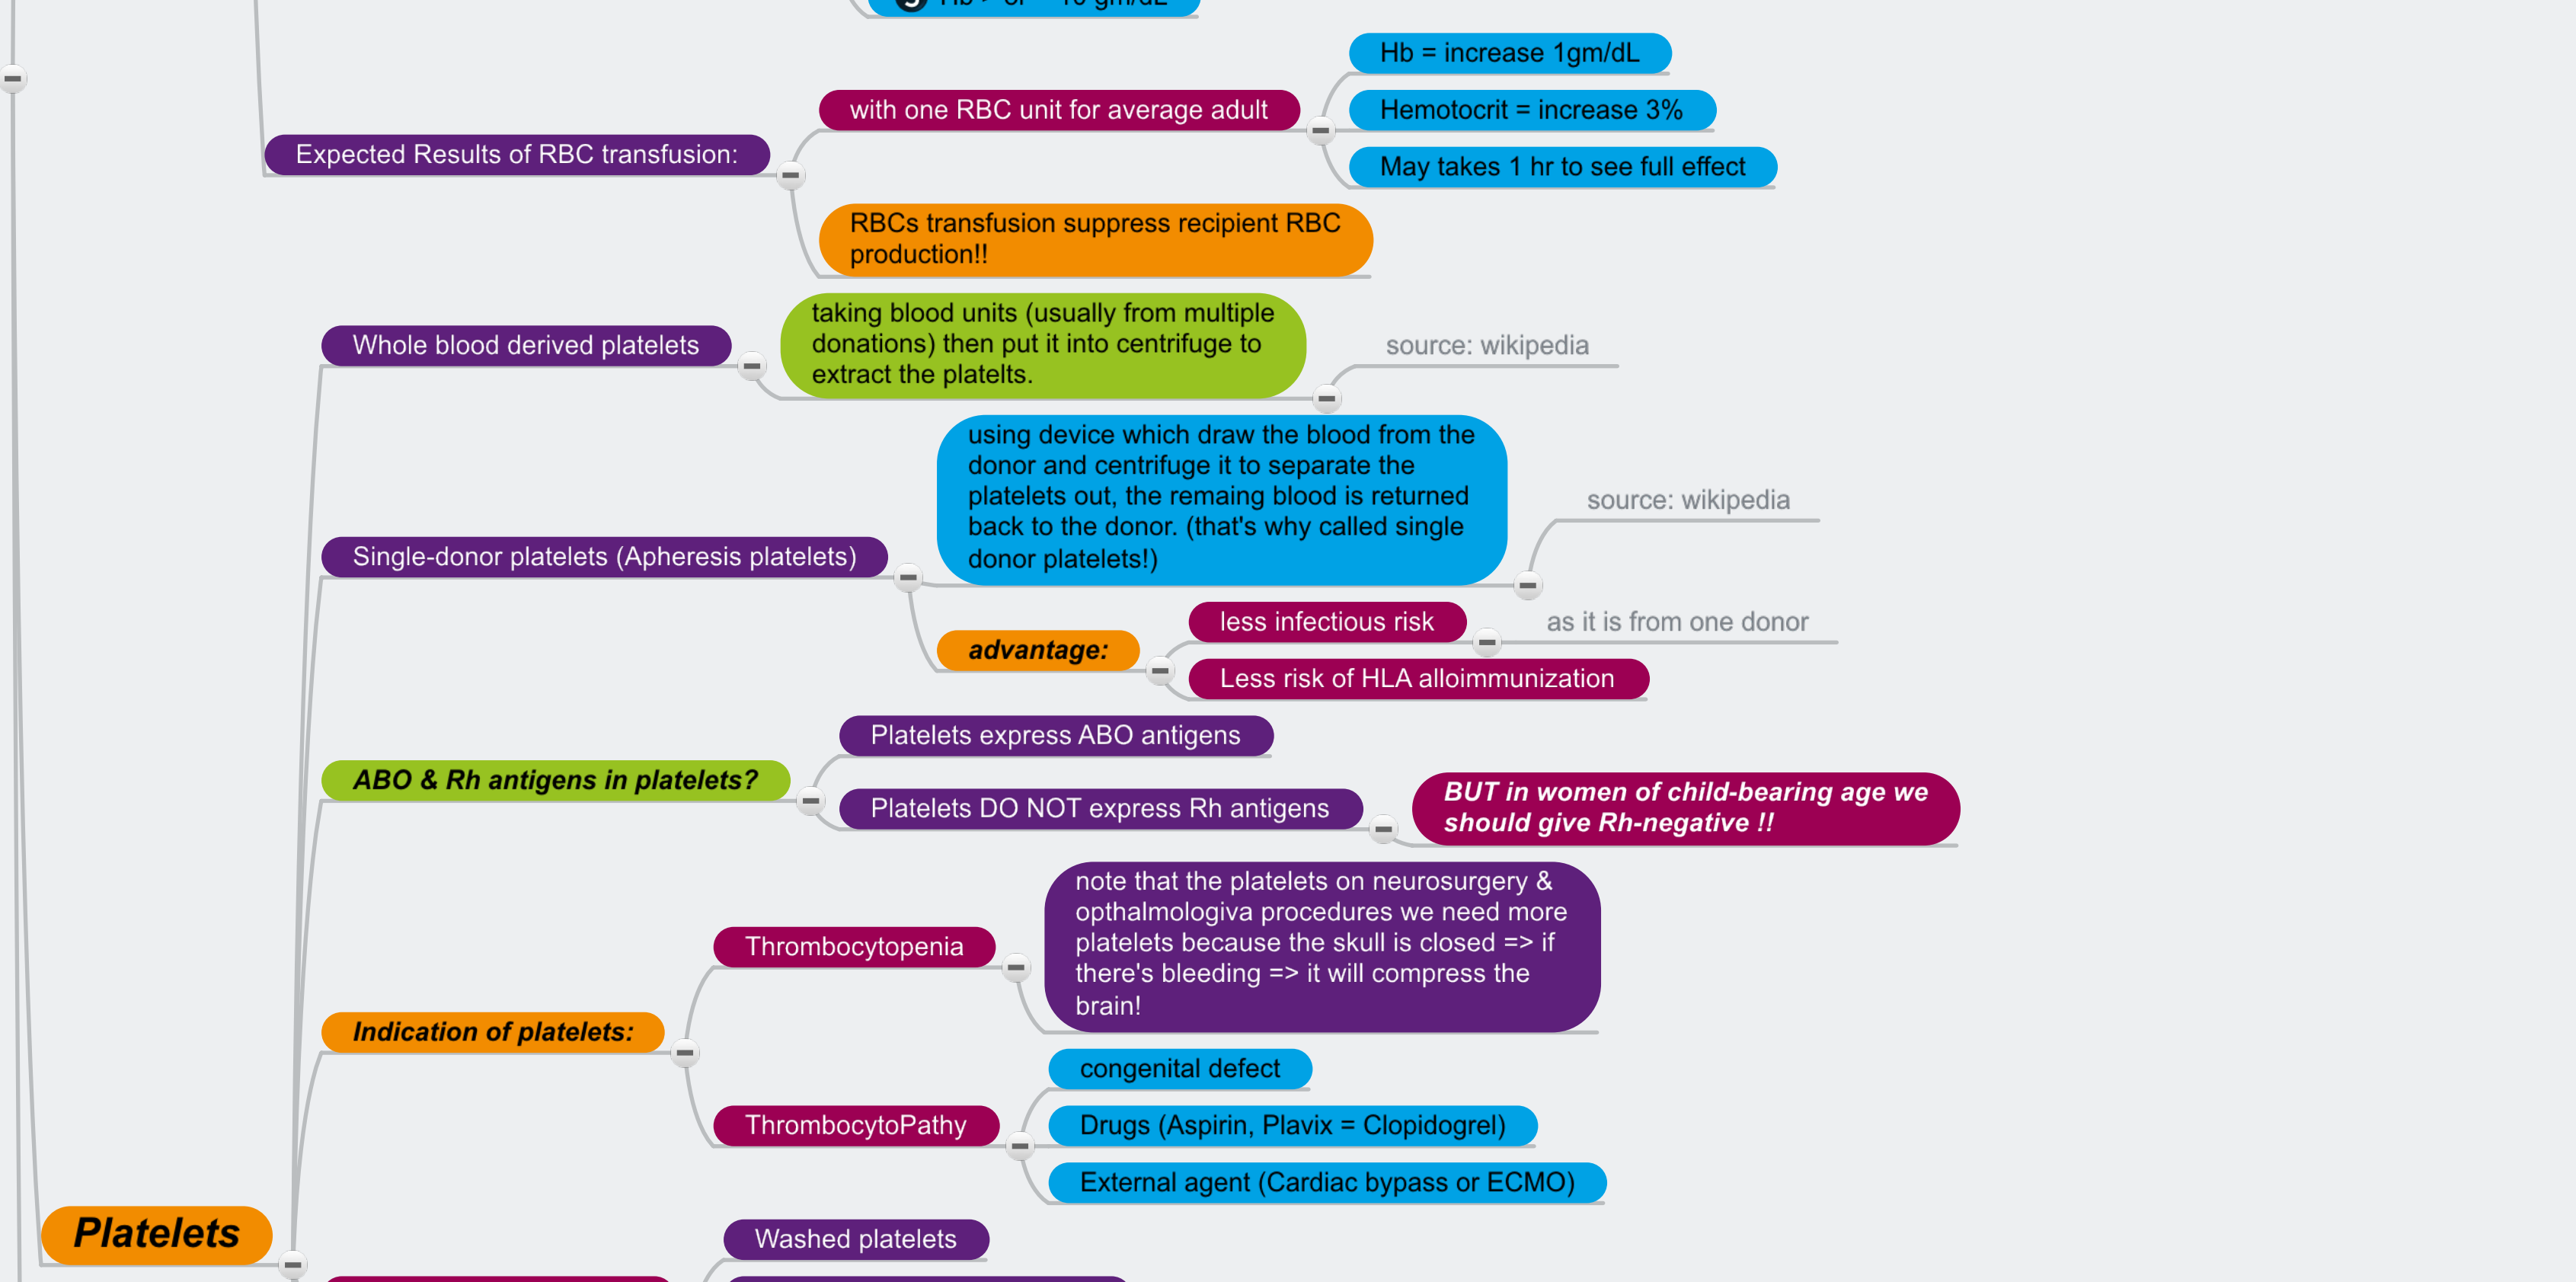 Hb = increase 1gm/dL
with one RBC unit for average adult
Hemotocrit = increase 3%
Expected Results of RBC transfusion:
May takes 1 hr to see full effect
RBCs transfusion suppress recipient RBC
production!!
Whole blood derived platelets
taking blood units (usually from multiple
donations) then put it into centrifuge to
extract the platelts.
source: wikipedia
Single-donor platelets (Apheresis platelets)
using device which draw the blood from the
donor and centrifuge it to separate the
platelets out, the remaing blood is returned
back to the donor. (that's why called single
donor platelets!)
source: wikipedia
advantage:
less infectious risk
as it is from one donor
Less risk of HLA alloimmunization
ABO & Rh antigens in platelets?
Platelets express ABO antigens
Platelets DO NOT express Rh antigens
BUT in women of child-bearing age we
should give Rh-negative !!
Indication of platelets:
Thrombocytopenia
note that the platelets on neurosurgery &
opthalmologiva procedures we need more
platelets because the skull is closed => if
there's bleeding => it will compress the
brain!
ThrombocytoPathy
congenital defect
Drugs (Aspirin, Plavix = Clopidogrel)
External agent (Cardiac bypass or ECMO)
Platelets
Washed platelets